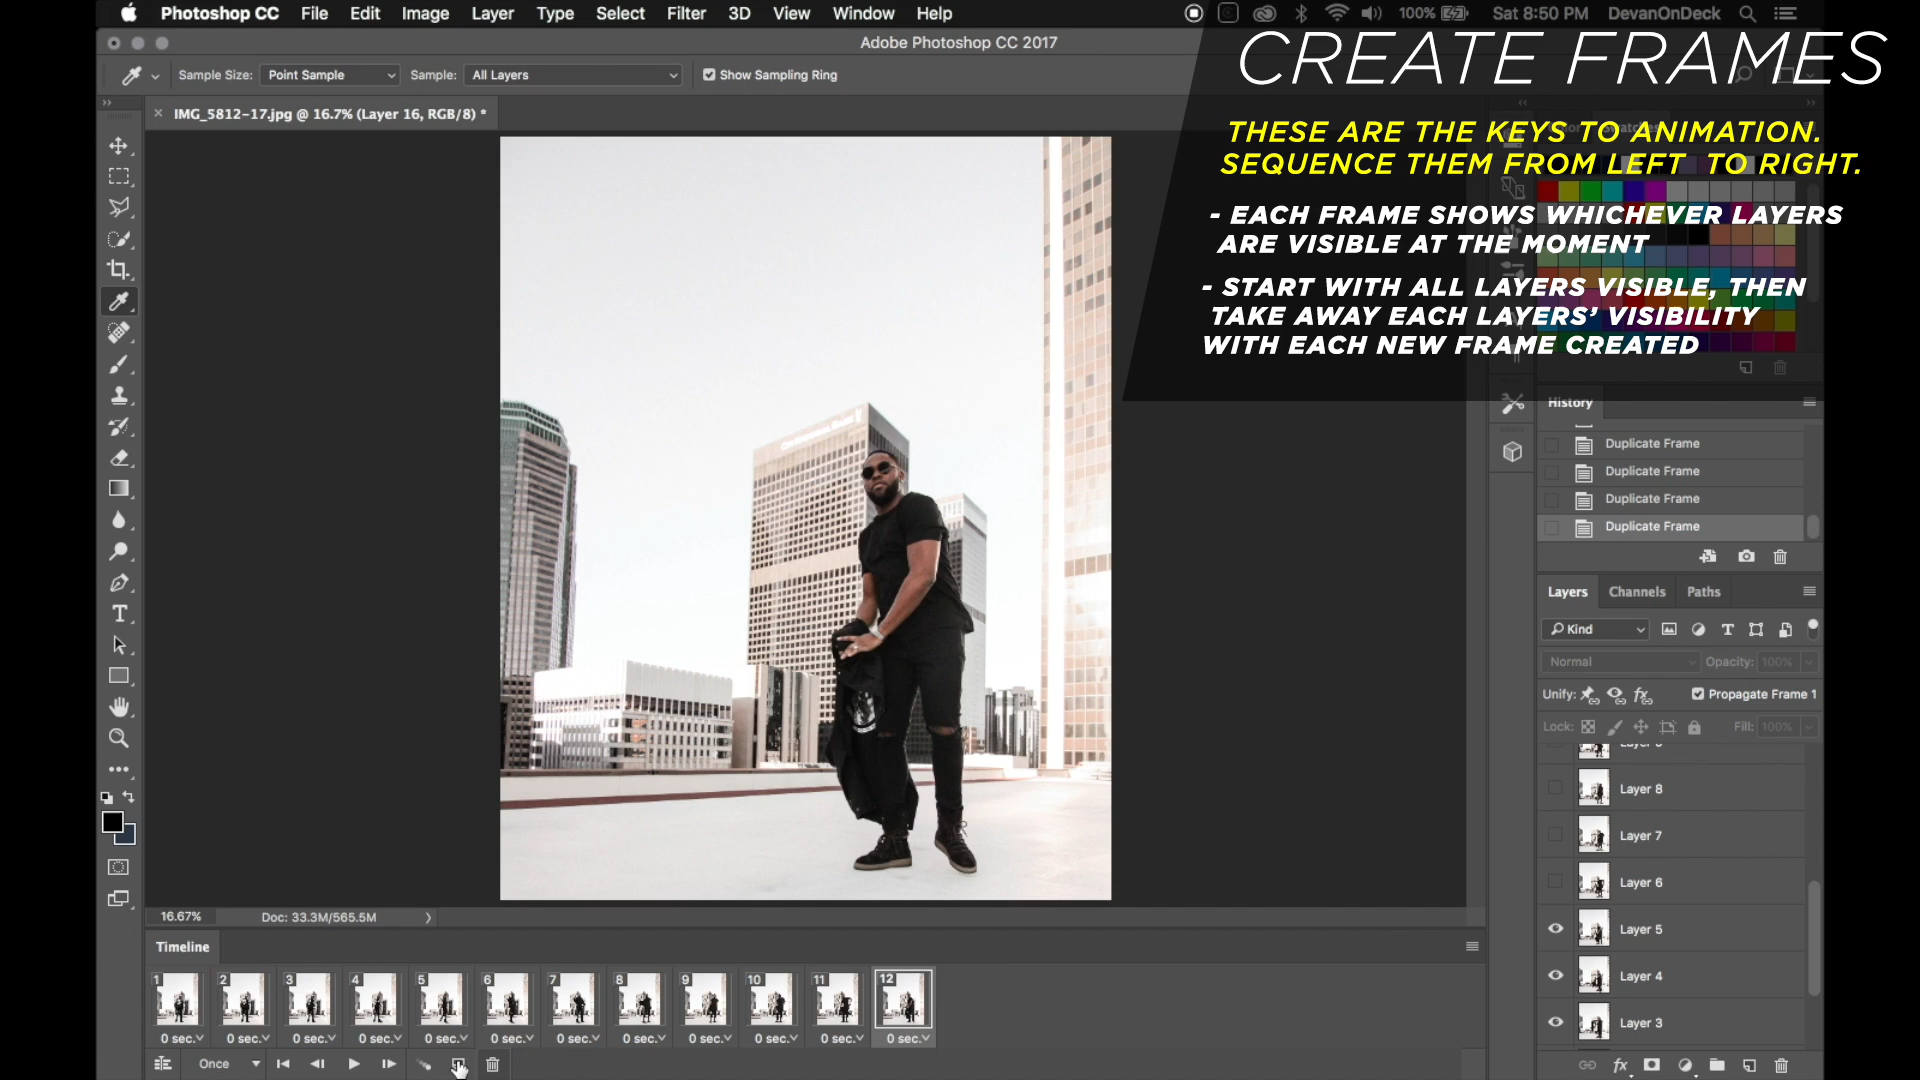 Photoshop CC File Edit Image Layer Type Select Filter 3D View Window Help 100% Sat 8:50 PM DevanOnDeck
Adobe Photoshop CC 2017
Sample Size: Point Sample Sample: All Layers Show Sampling Ring
IMG_5812-17.jpg @ 16.7% (Layer 16, RGB/8) *
CREATE FRAMES
THESE ARE THE KEYS TO ANIMATION.
SEQUENCE THEM FROM LEFT TO RIGHT.
- EACH FRAME SHOWS WHICHEVER LAYERS
ARE VISIBLE AT THE MOMENT
- START WITH ALL LAYERS VISIBLE, THEN
TAKE AWAY EACH LAYERS' VISIBILITY
WITH EACH NEW FRAME CREATED
History
Duplicate Frame
Duplicate Frame
Duplicate Frame
Duplicate Frame
Layers Channels Paths
Kind
Normal Opacity: 100%
Unify: Propagate Frame 1
Lock: Fill: 100%
Layer 8
Layer 7
Layer 6
Layer 5
Layer 4
Layer 3
16.67% Doc: 33.3M/565.5M
Timeline
1 2 3 4 5 6 7 8 9 10 11 12
0 sec. 0 sec. 0 sec. 0 sec. 0 sec. 0 sec. 0 sec. 0 sec. 0 sec. 0 sec. 0 sec. 0 sec.
Once